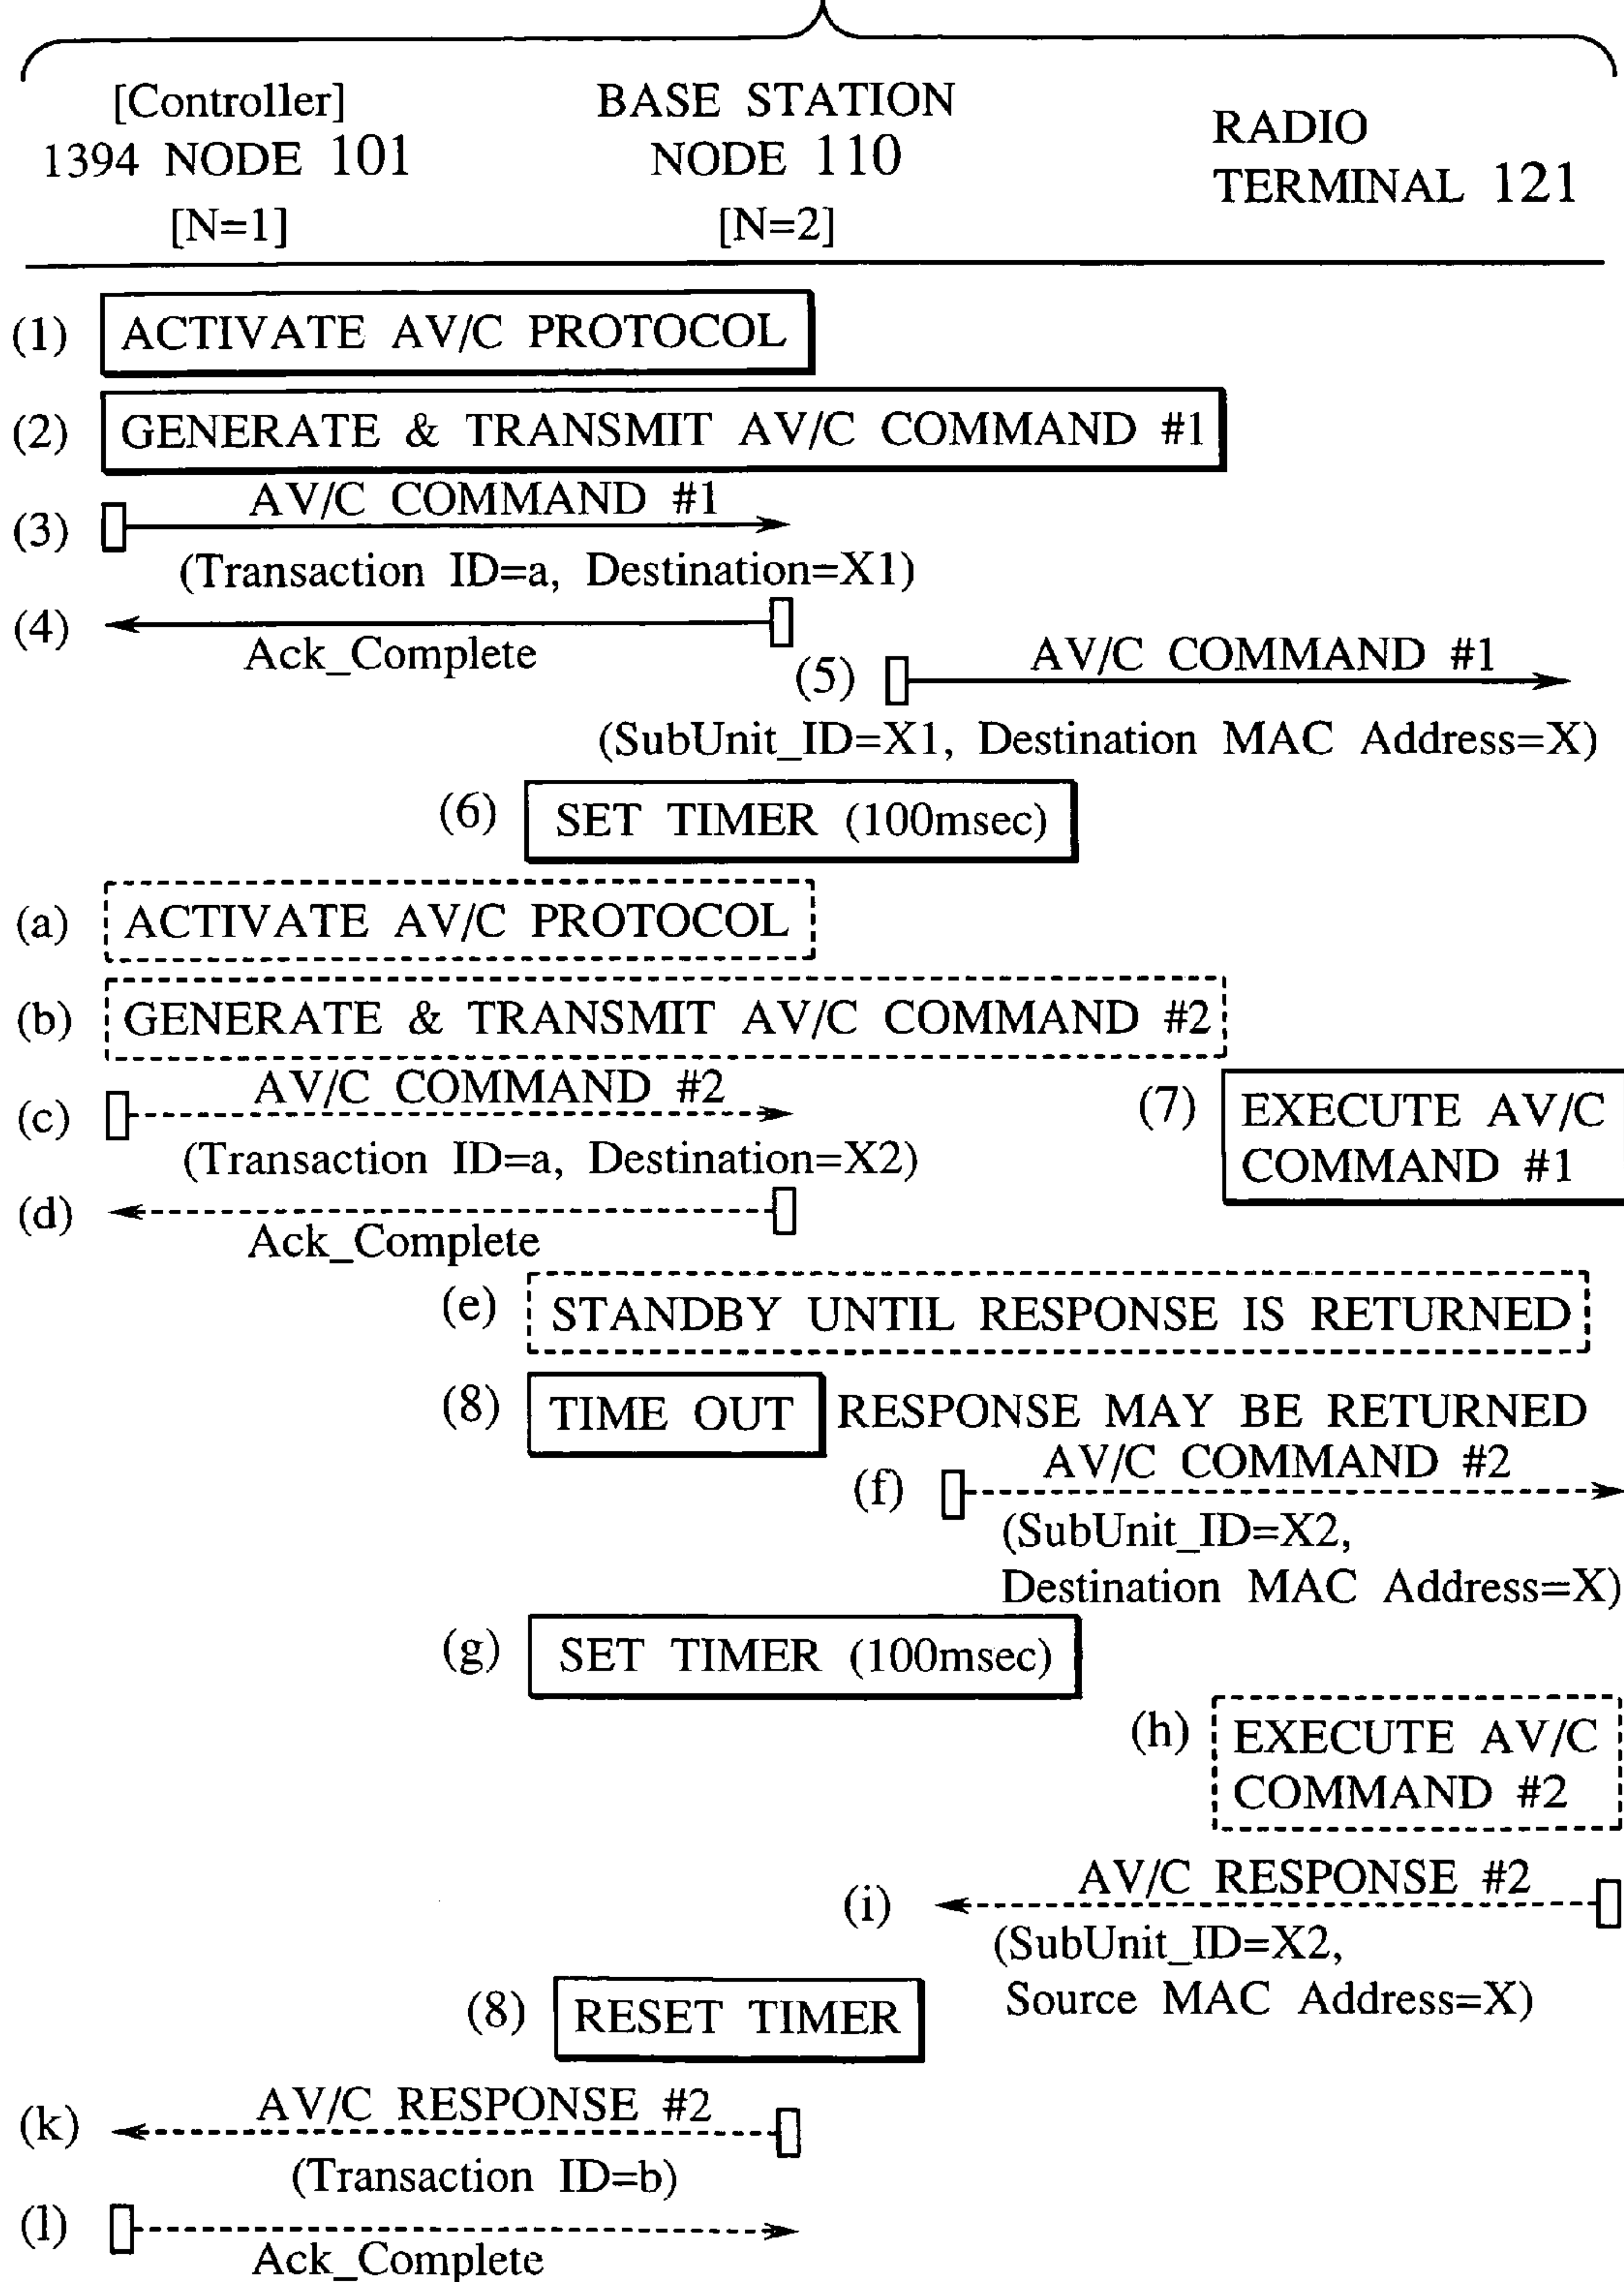 [Controller]
1394 NODE 101
[N=1]
BASE STATION
NODE 110
[N=2]
RADIO
TERMINAL 121
(1) ACTIVATE AV/C PROTOCOL
(2) GENERATE & TRANSMIT AV/C COMMAND #1
(3) AV/C COMMAND #1
(Transaction ID=a, Destination=X1)
(4) Ack_Complete
(5) AV/C COMMAND #1
(SubUnit_ID=X1, Destination MAC Address=X)
(6) SET TIMER (100msec)
(a) ACTIVATE AV/C PROTOCOL
(b) GENERATE & TRANSMIT AV/C COMMAND #2
(c) AV/C COMMAND #2
(Transaction ID=a, Destination=X2)
(7) EXECUTE AV/C
COMMAND #1
(d) Ack_Complete
(e) STANDBY UNTIL RESPONSE IS RETURNED
(8) TIME OUT RESPONSE MAY BE RETURNED
(f) AV/C COMMAND #2
(SubUnit_ID=X2,
Destination MAC Address=X)
(g) SET TIMER (100msec)
(h) EXECUTE AV/C
COMMAND #2
(i) AV/C RESPONSE #2
(SubUnit_ID=X2,
Source MAC Address=X)
(8) RESET TIMER
(k) AV/C RESPONSE #2
(Transaction ID=b)
(l) Ack_Complete